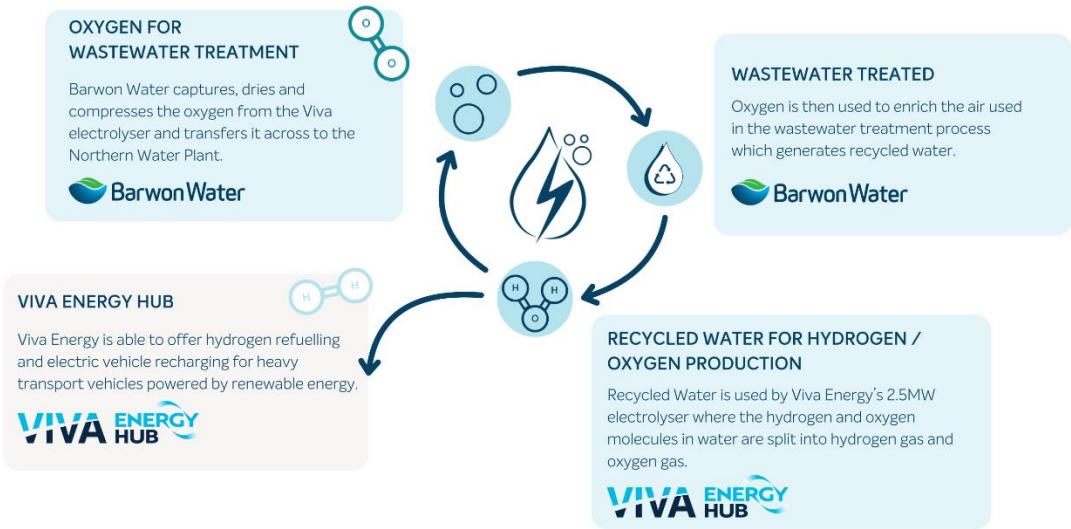 OXYGEN FOR
WASTEWATER TREATMENT
Barwon Water captures, dries and
compresses the oxygen from the Viva
electrolyser and transfers it across to the
Northern Water Plant.
Barwon Water
O
O
WASTEWATER TREATED
Oxygen is then used to enrich the air used
in the wastewater treatment process
which generates recycled water.
Barwon Water
H H
O
VIVA ENERGY HUB
Viva Energy is able to offer hydrogen refuelling
and electric vehicle recharging for heavy
transport vehicles powered by renewable energy.
VIVA ENERGY
HUB
H H
RECYCLED WATER FOR HYDROGEN /
OXYGEN PRODUCTION
Recycled Water is used by Viva Energy's 2.5MW
electrolyser where the hydrogen and oxygen
molecules in water are split into hydrogen gas and
oxygen gas.
VIVA ENERGY
HUB